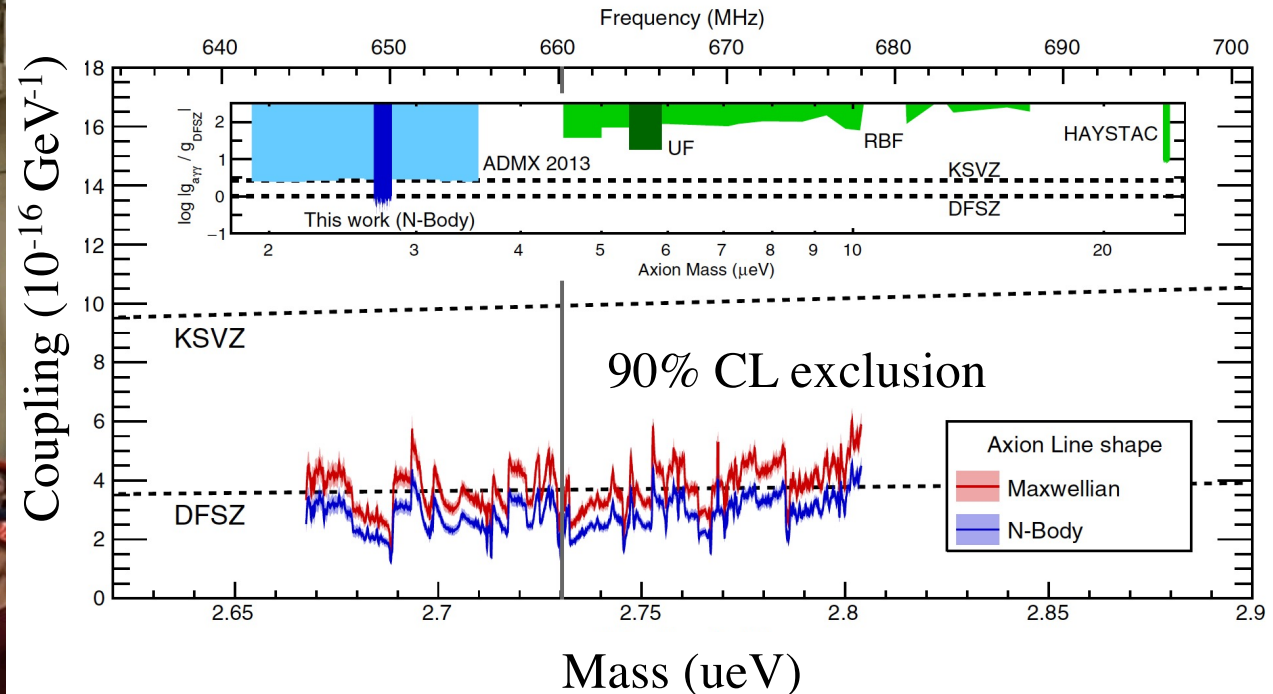 Frequency (MHz)
640 650 660 670 680 690 700
Coupling (10-16 GeV-1)
18
16
14
12
10
8
6
4
2
0
log |gaγγ / gDFSZ|
2
1
0
−1
ADMX 2013
UF
RBF
HAYSTAC
KSVZ
DFSZ
This work (N-Body)
2 3 4 5 6 7 8 9 10 20
Axion Mass (μeV)
KSVZ
90% CL exclusion
DFSZ
Axion Line shape
Maxwellian
N-Body
2.65 2.7 2.75 2.8 2.85 2.9
Mass (ueV)